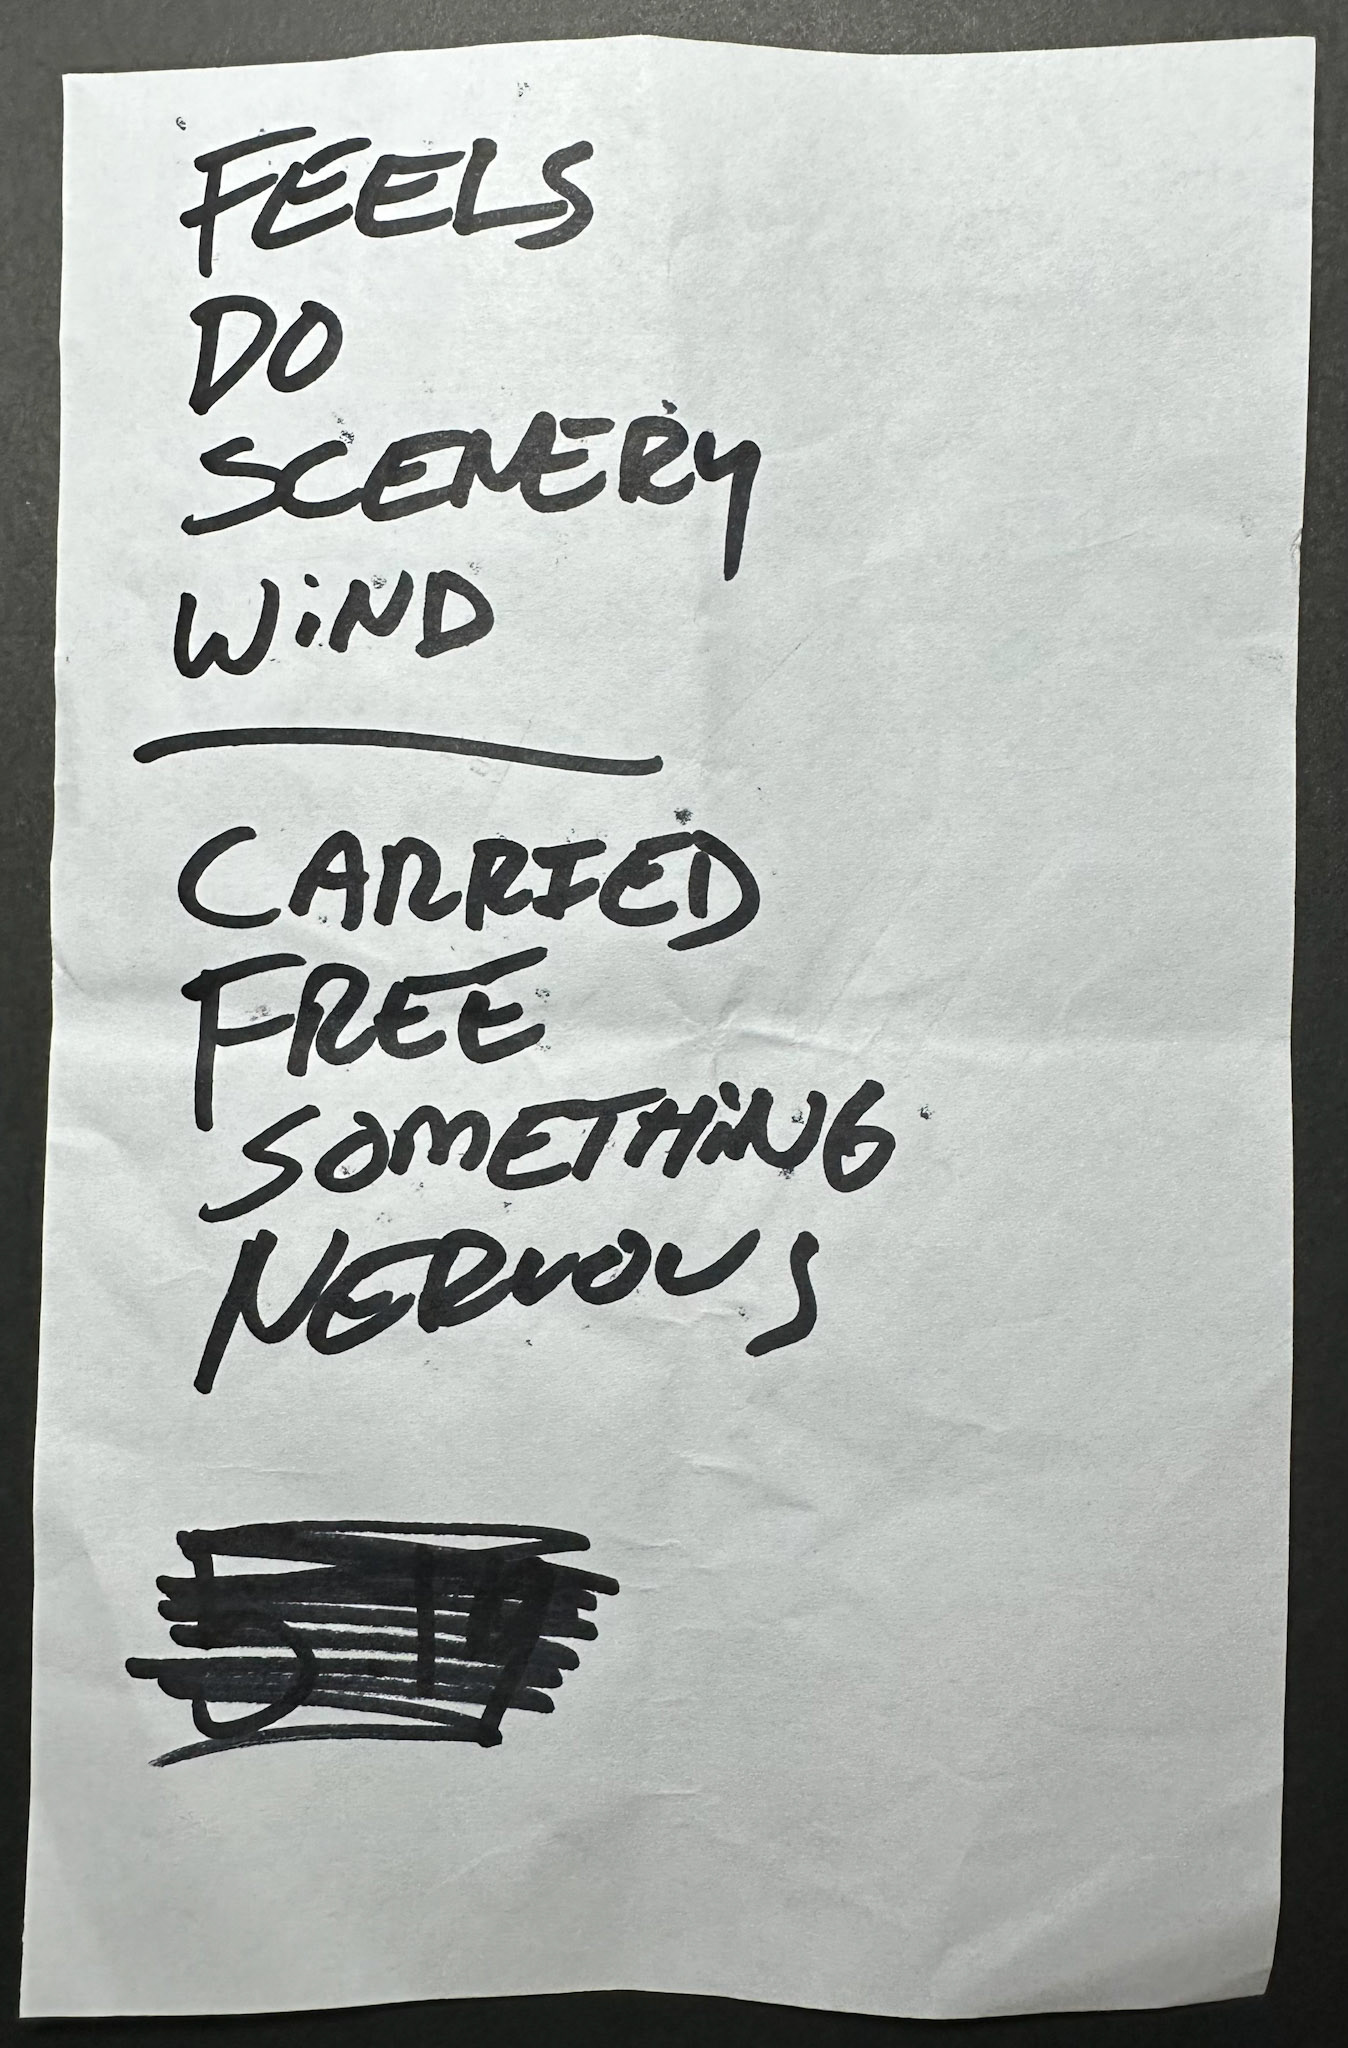 FEELS
DO
SCENERY
WiND
CARRIED
FREE
SOMETHiNG
NERVOUS